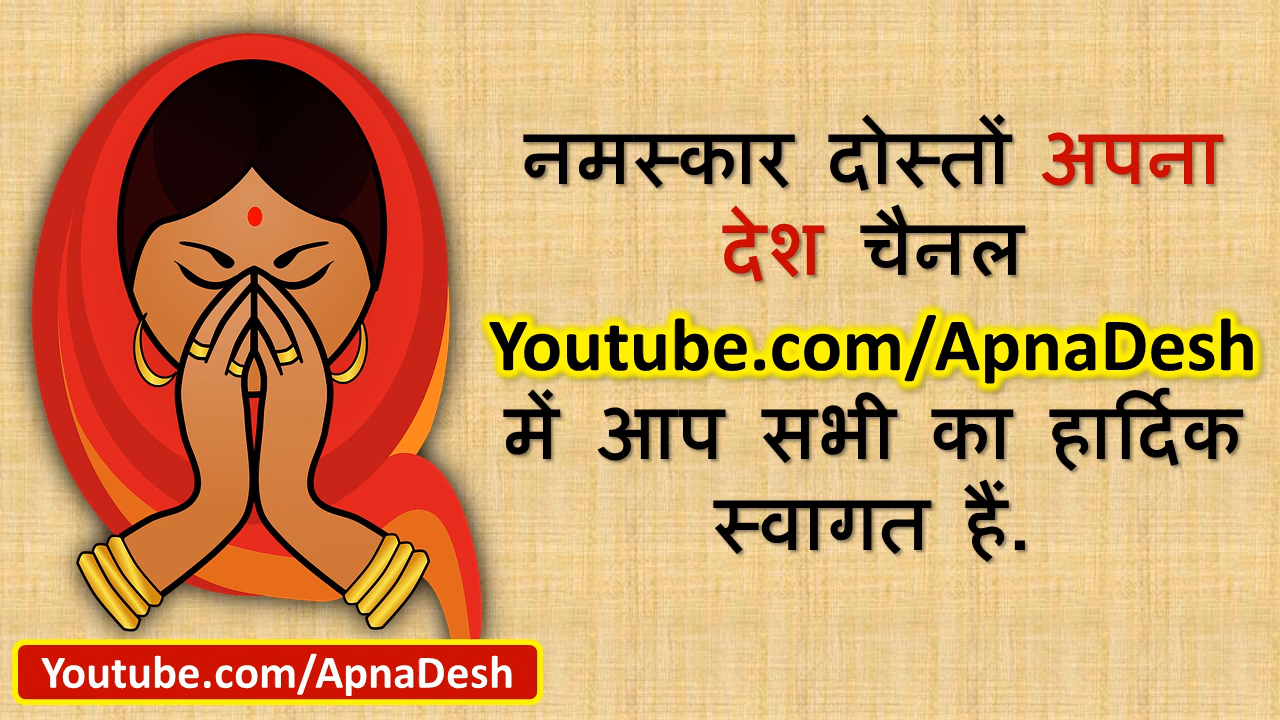 नमस्कार दोस्तों अपना
देश चैनल
Youtube.com/ApnaDesh
में आप सभी का हार्दिक
स्वागत हैं.
Youtube.com/ApnaDesh